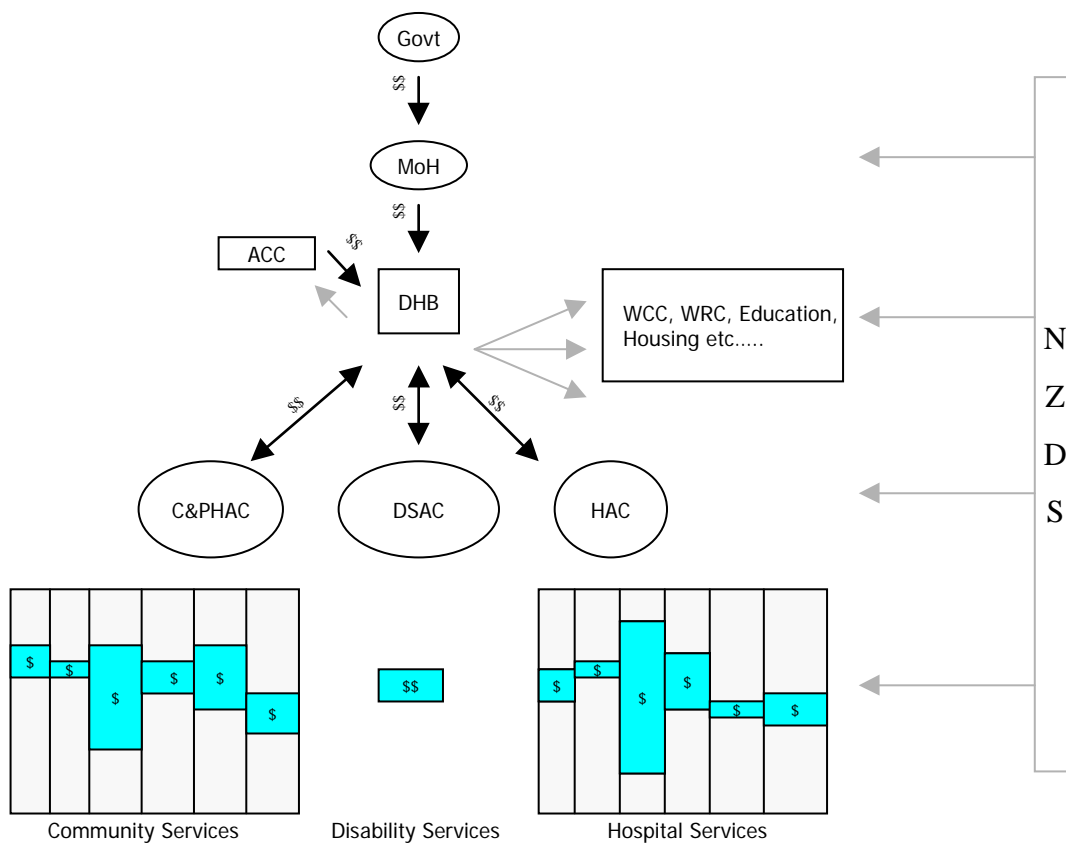 Govt
$$
MoH
$$
ACC
$$
DHB
WCC, WRC, Education,
Housing etc.....
$$
$$
$$
C&PHAC
DSAC
HAC
N
Z
D
S
$
$
$
$
$
$
$$
$
$
$
$
$
$
Community Services
Disability Services
Hospital Services